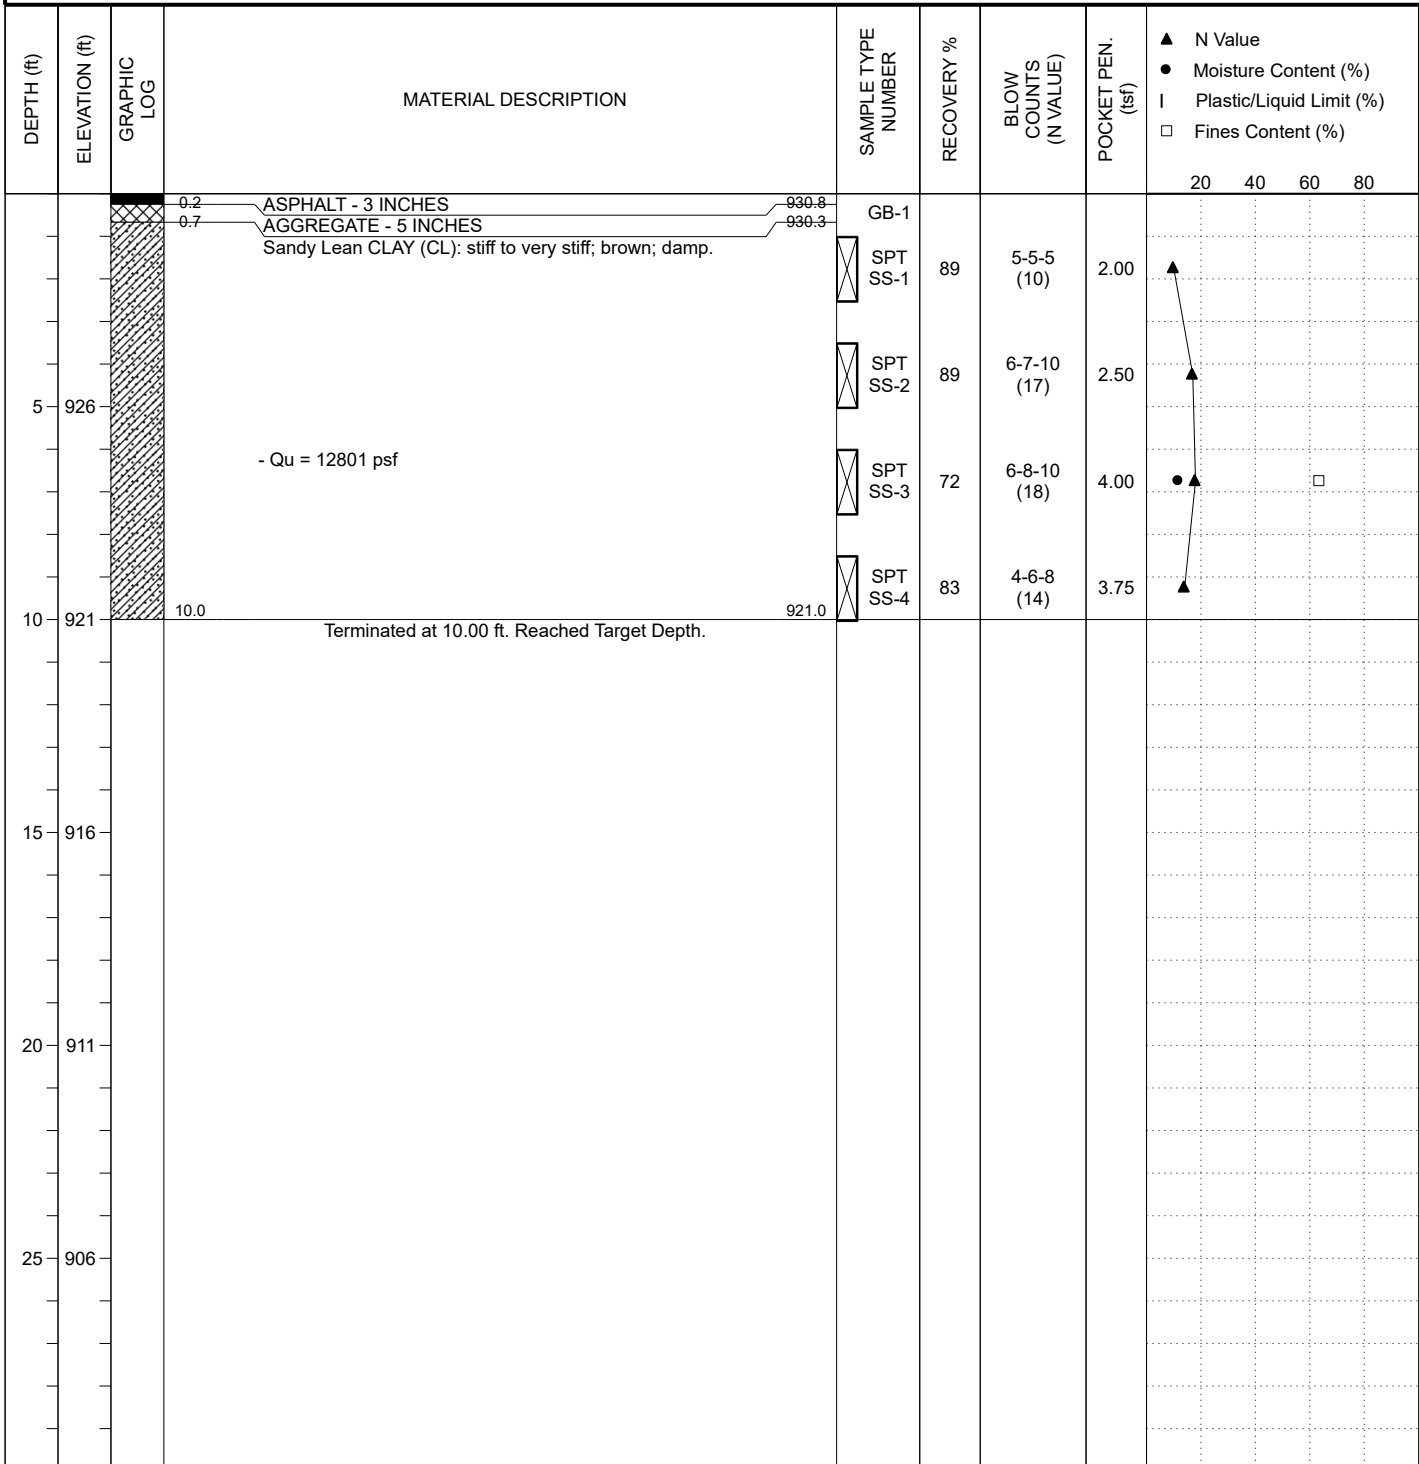 DEPTH (ft)
ELEVATION (ft)
GRAPHIC
LOG
MATERIAL DESCRIPTION
SAMPLE TYPE
NUMBER
RECOVERY %
BLOW
COUNTS
(N VALUE)
POCKET PEN.
(tsf)
N Value
Moisture Content (%)
Plastic/Liquid Limit (%)
Fines Content (%)
20 40 60 80
0.2 ASPHALT - 3 INCHES 930.8
GB-1
0.7 AGGREGATE - 5 INCHES 930.3
Sandy Lean CLAY (CL): stiff to very stiff; brown; damp.
SPT
SS-1
89
5-5-5
(10)
2.00
SPT
SS-2
89
6-7-10
(17)
2.50
5 926
- Qu = 12801 psf
SPT
SS-3
72
6-8-10
(18)
4.00
SPT
SS-4
83
4-6-8
(14)
3.75
10 921
10.0 921.0
Terminated at 10.00 ft. Reached Target Depth.
15 916
20 911
25 906